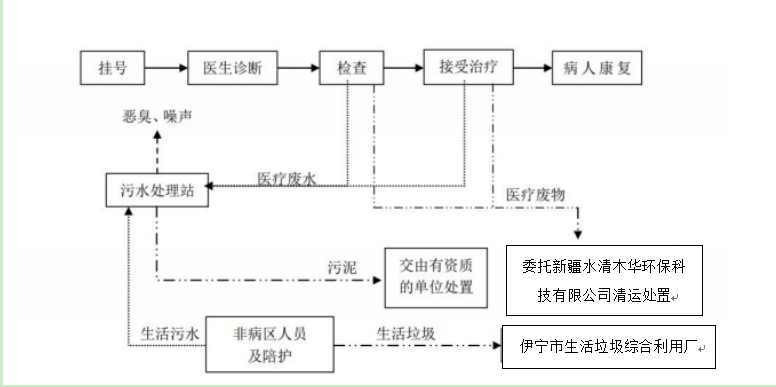 挂号
医生诊断
检查
接受治疗
病人康复
恶臭、噪声
污水处理站
医疗废水
医疗废物
污泥
交由有资质
的单位处置
委托新疆水清木华环保科
技有限公司清运处置
生活污水
非病区人员
及陪护
生活垃圾
伊宁市生活垃圾综合利用厂